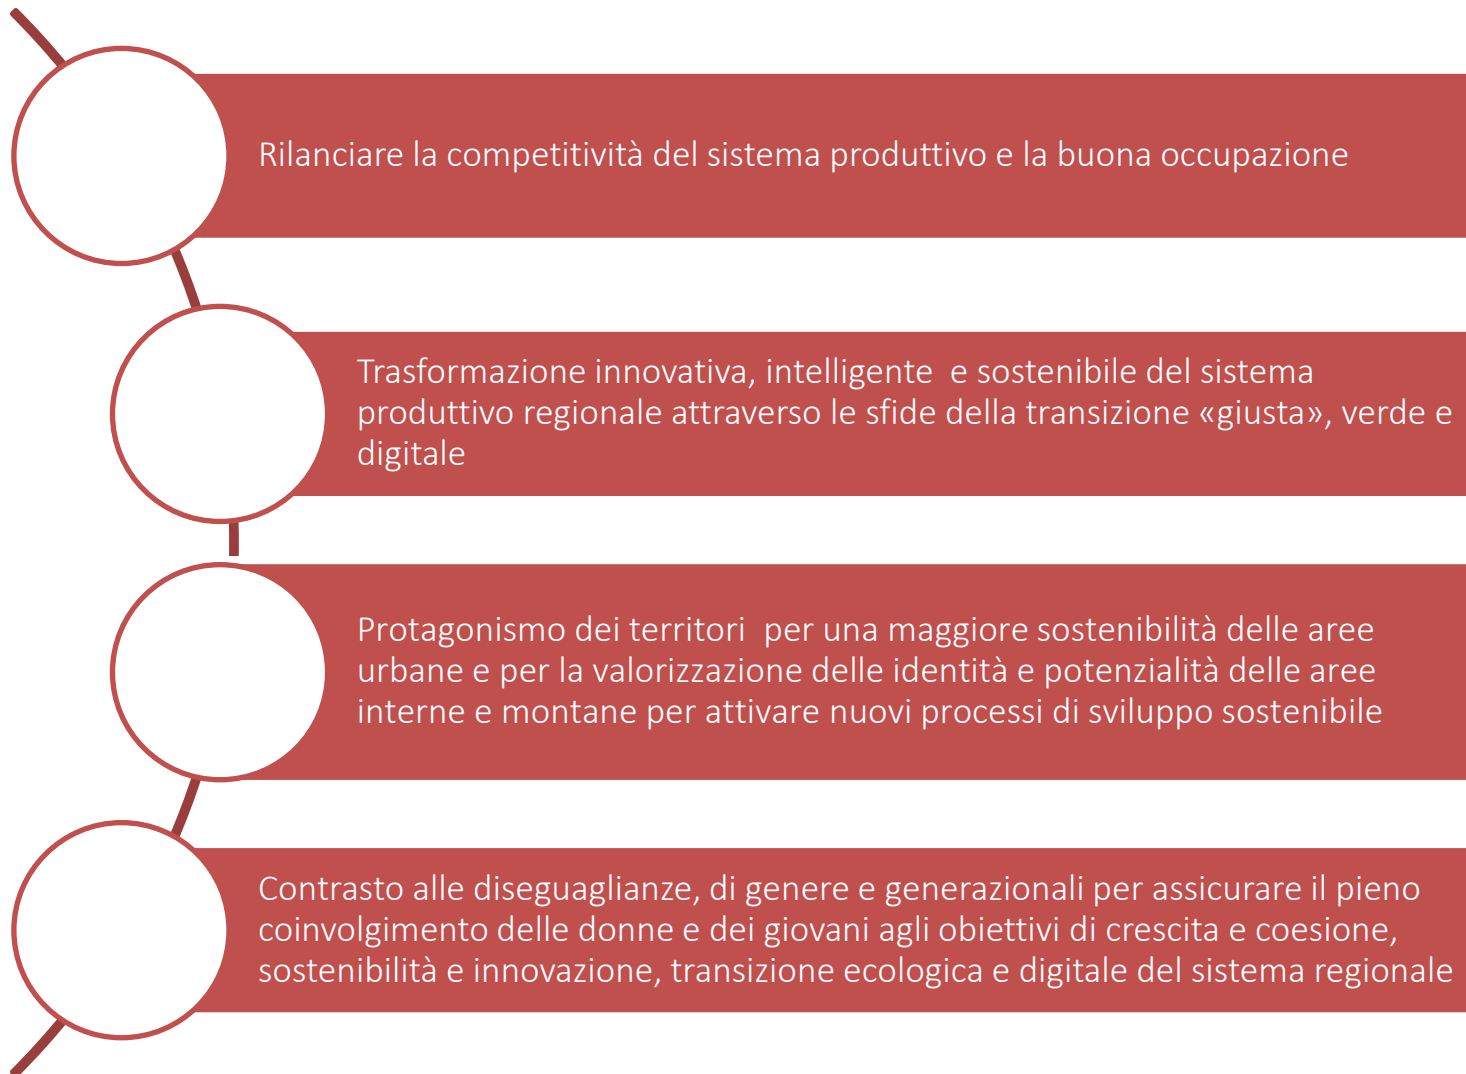 Rilanciare la competitività del sistema produttivo e la buona occupazione
Trasformazione innovativa, intelligente  e sostenibile del sistema
produttivo regionale attraverso le sfide della transizione «giusta», verde e
digitale
Protagonismo dei territori  per una maggiore sostenibilità delle aree
urbane e per la valorizzazione delle identità e potenzialità delle aree
interne e montane per attivare nuovi processi di sviluppo sostenibile
Contrasto alle diseguaglianze, di genere e generazionali per assicurare il pieno
coinvolgimento delle donne e dei giovani agli obiettivi di crescita e coesione,
sostenibilità e innovazione, transizione ecologica e digitale del sistema regionale